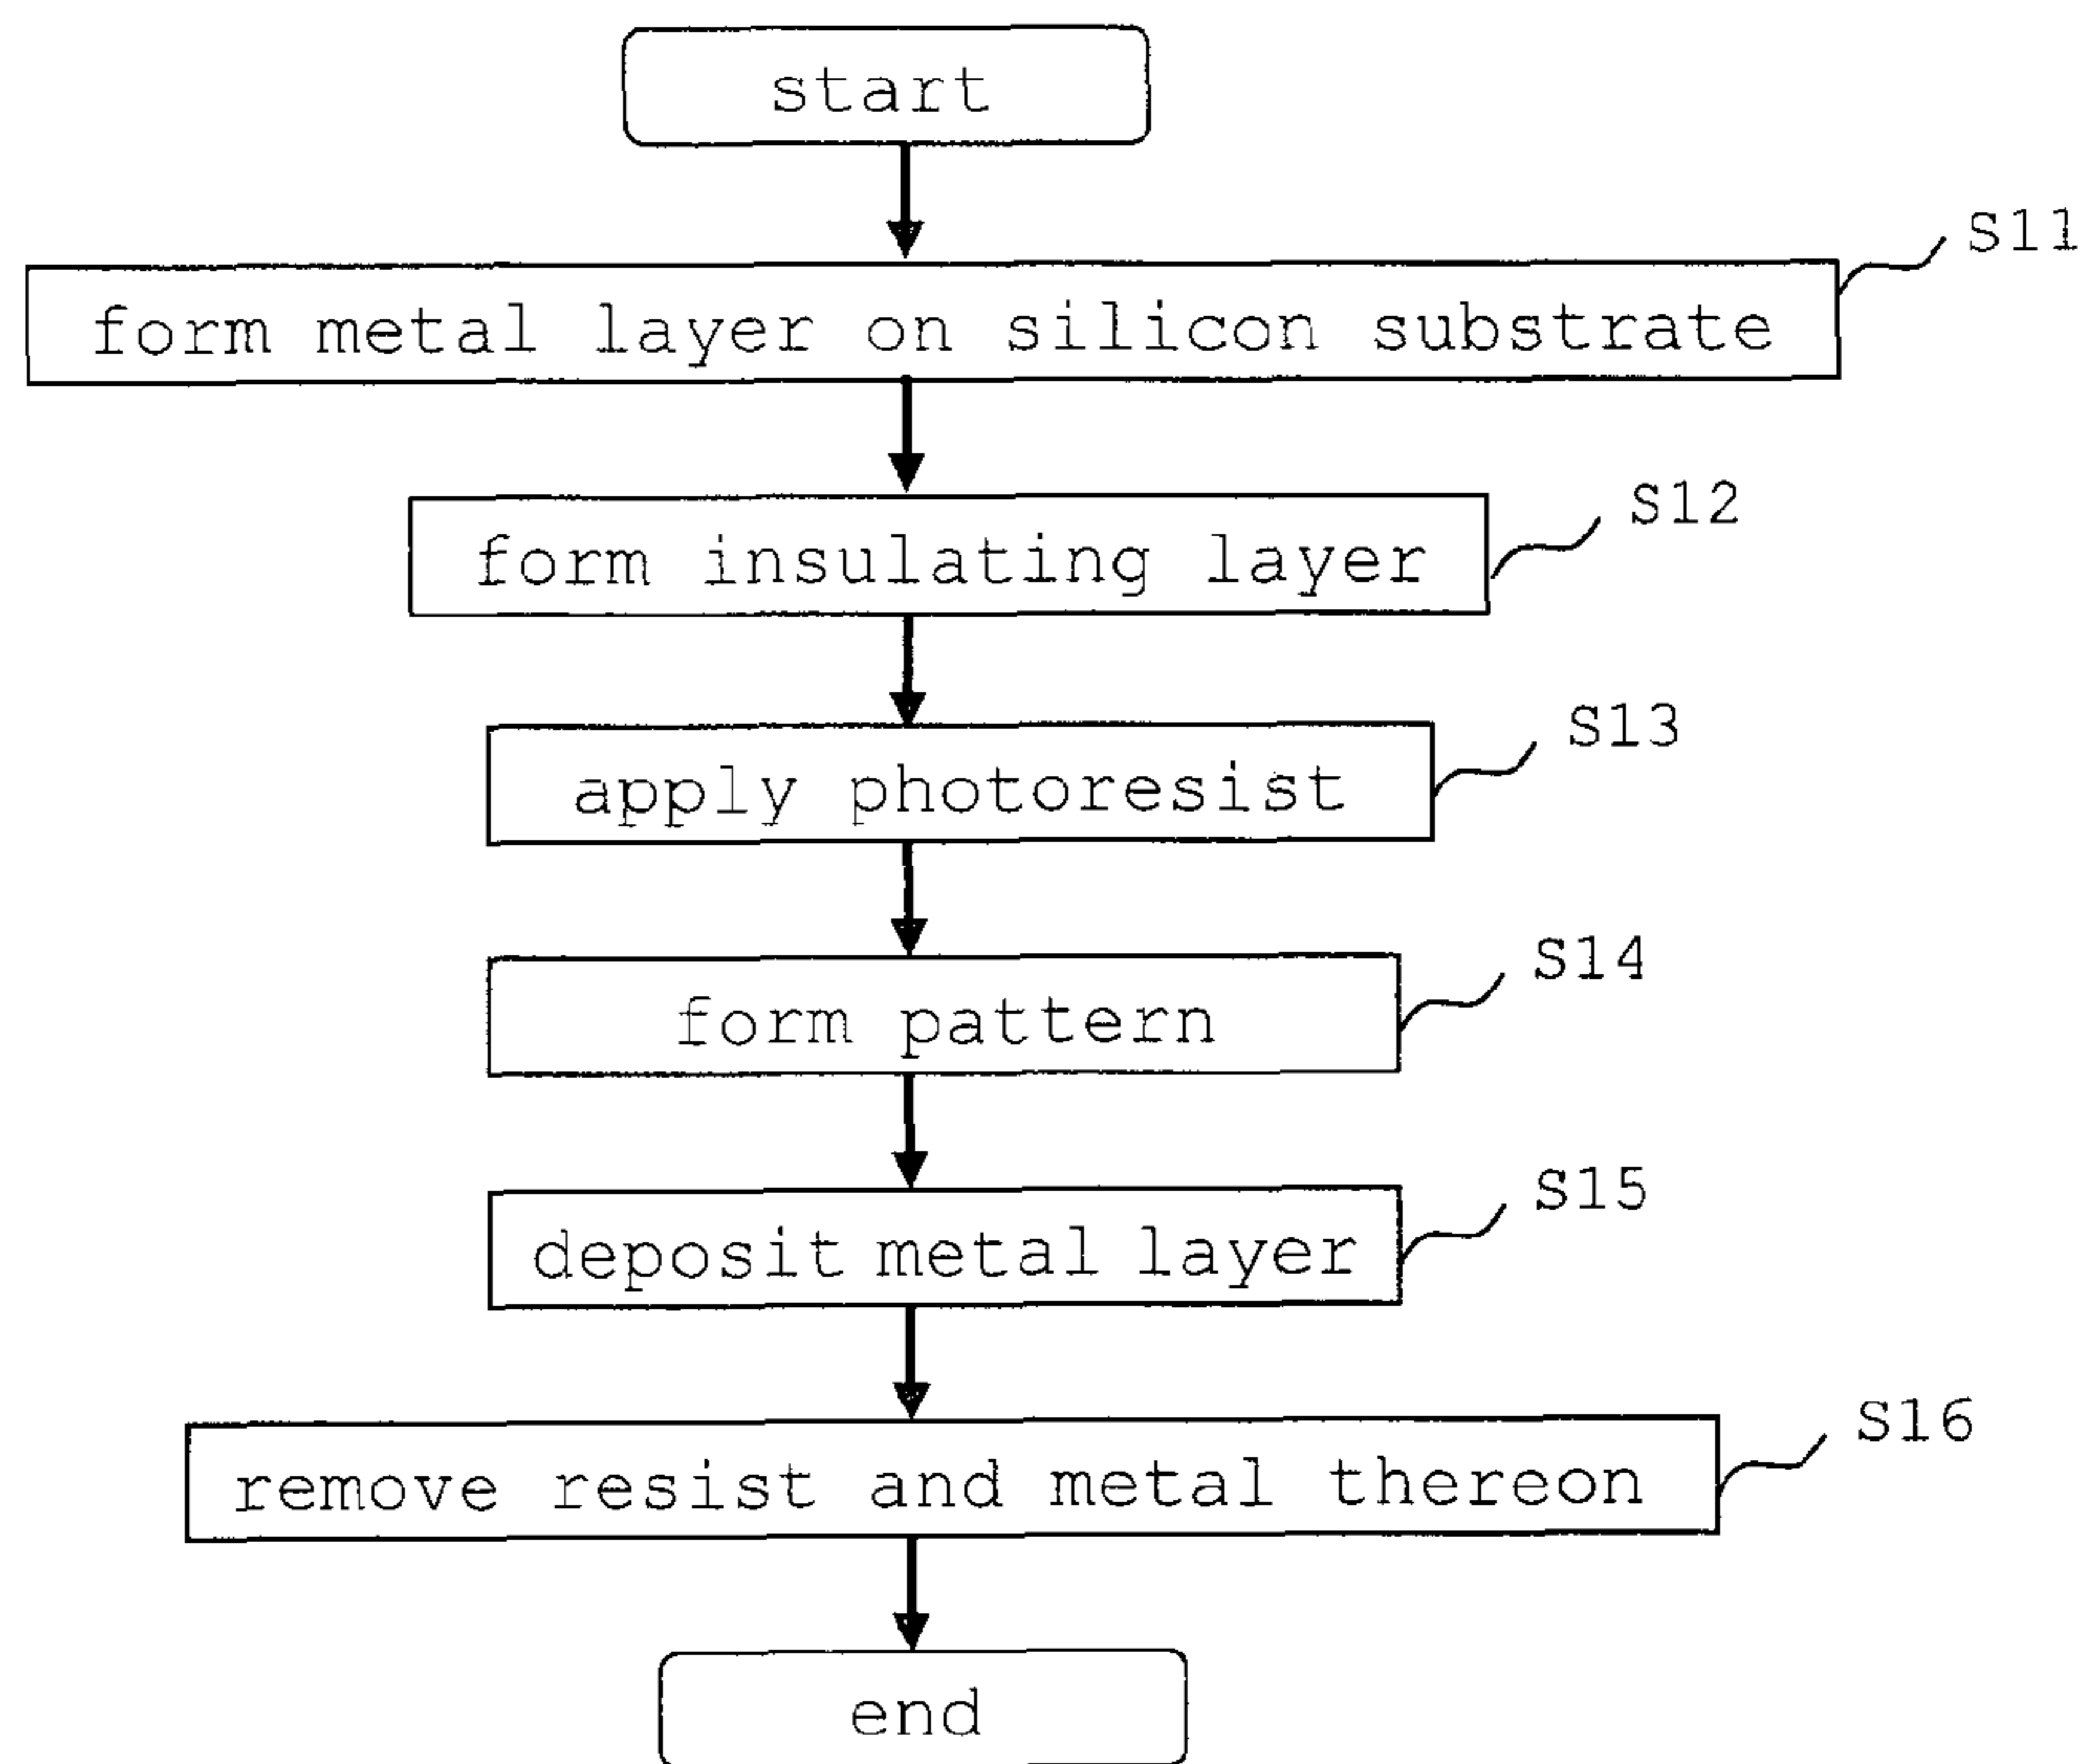 start
S11
form metal layer on silicon substrate
S12
form insulating layer
S13
apply photoresist
S14
form pattern
S15
deposit metal layer
S16
remove resist and metal thereon
end